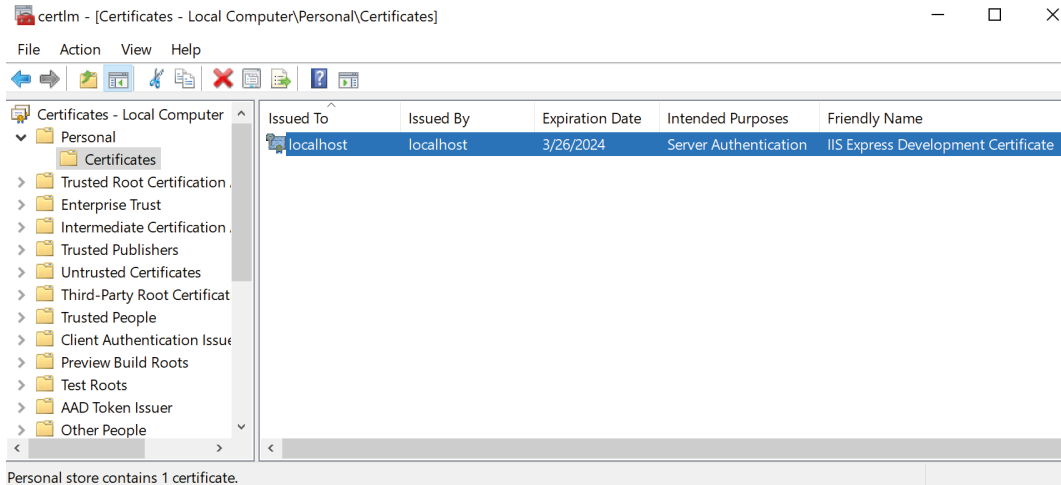 certlm - [Certificates - Local Computer\Personal\Certificates]
File Action View Help
Certificates - Local Computer
Personal
Certificates
Trusted Root Certification
Enterprise Trust
Intermediate Certification
Trusted Publishers
Untrusted Certificates
Third-Party Root Certificat
Trusted People
Client Authentication Issue
Preview Build Roots
Test Roots
AAD Token Issuer
Other People
Issued To Issued By Expiration Date Intended Purposes Friendly Name
localhost localhost 3/26/2024 Server Authentication IIS Express Development Certificate
Personal store contains 1 certificate.